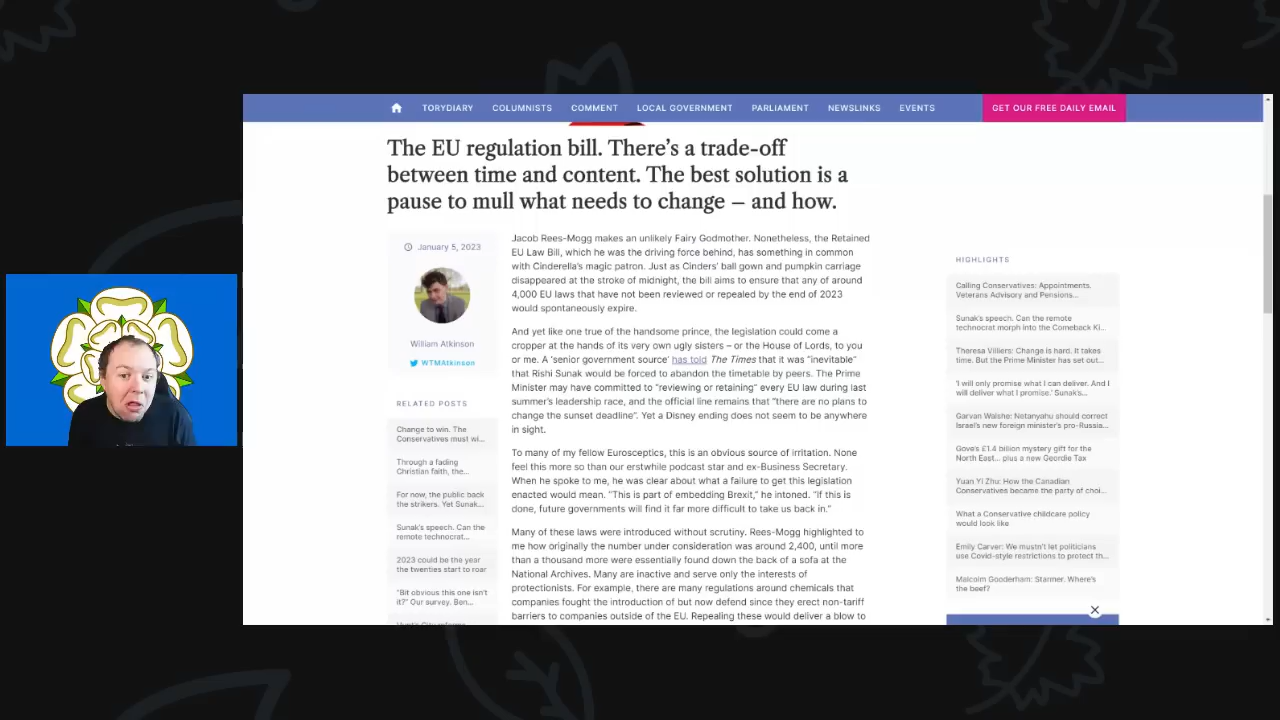 TORYDIARY COLUMNISTS COMMENT LOCAL GOVERNMENT PARLIAMENT NEWSLINKS EVENTS GET OUR FREE DAILY EMAIL
The EU regulation bill. There's a trade-off
between time and content. The best solution is a
pause to mull what needs to change – and how.
January 5, 2023
William Atkinson
WTMAtkinson
RELATED POSTS
Change to win. The
Conservatives must wi...
Through a fading
Christian faith, the...
For now, the public back
the strikers. Yet Sunak...
Sunak's speech. Can the
remote technocrat...
2023 could be the year
the twenties start to roar
"Bit obvious this one isn't
it?" Our survey. Ben...
Jacob Rees-Mogg makes an unlikely Fairy Godmother. Nonetheless, the Retained
EU Law Bill, which he was the driving force behind, has something in common
with Cinderella's magic patron. Just as Cinders' ball gown and pumpkin carriage
disappeared at the stroke of midnight, the bill aims to ensure that any of around
4,000 EU laws that have not been reviewed or repealed by the end of 2023
would spontaneously expire.
And yet like one true of the handsome prince, the legislation could come a
cropper at the hands of its very own ugly sisters – or the House of Lords, to you
or me. A 'senior government source' has told The Times that it was "inevitable"
that Rishi Sunak would be forced to abandon the timetable by peers. The Prime
Minister may have committed to "reviewing or retaining" every EU law during last
summer's leadership race, and the official line remains that "there are no plans to
change the sunset deadline". Yet a Disney ending does not seem to be anywhere
in sight.
To many of my fellow Eurosceptics, this is an obvious source of irritation. None
feel this more so than our erstwhile podcast star and ex-Business Secretary.
When he spoke to me, he was clear about what a failure to get this legislation
enacted would mean. "This is part of embedding Brexit," he intoned. "If this is
done, future governments will find it far more difficult to take us back in."
Many of these laws were introduced without scrutiny. Rees-Mogg highlighted to
me how originally the number under consideration was around 2,400, until more
than a thousand more were essentially found down the back of a sofa at the
National Archives. Many are inactive and serve only the interests of
protectionists. For example, there are many regulations around chemicals that
companies fought the introduction of but now defend since they erect non-tariff
barriers to companies outside of the EU. Repealing these would deliver a blow to
HIGHLIGHTS
Calling Conservatives: Appointments.
Veterans Advisory and Pensions...
Sunak's speech. Can the remote
technocrat morph into the Comeback Ki...
Theresa Villiers: Change is hard. It takes
time. But the Prime Minister has set out...
'I will only promise what I can deliver. And I
will deliver what I promise.' Sunak's...
Garvan Walshe: Netanyahu should correct
Israel's new foreign minister's pro-Russia...
Gove's £1.4 billion mystery gift for the
North East... plus a new Geordie Tax
Yuan Yi Zhu: How the Canadian
Conservatives became the party of choi...
What a Conservative childcare policy
would look like
Emily Carver: We mustn't let politicians
use Covid-style restrictions to protect th...
Malcolm Gooderham: Starmer. Where's
the beef?